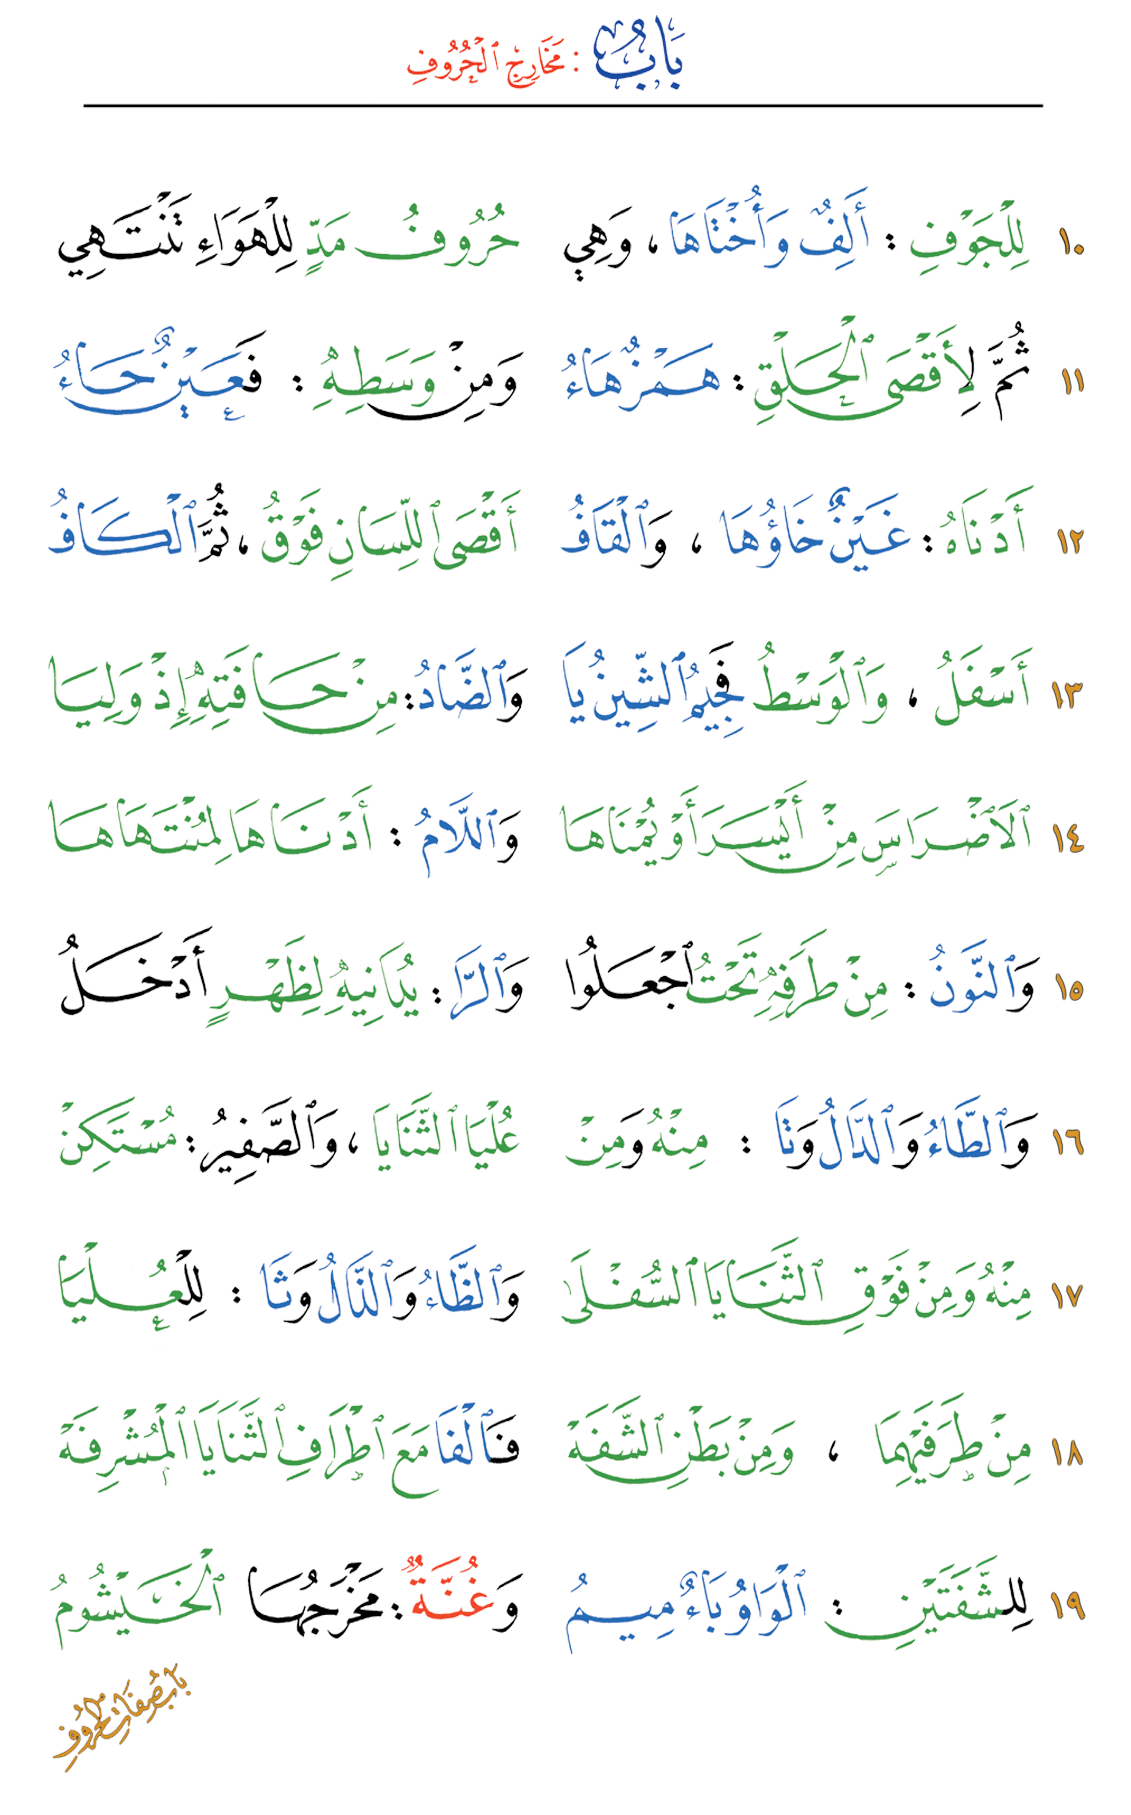 بَابُ : مَخَارِجِ ٱلْحُرُوفِ
١٠ لِلْجَوْفِ : أَلِفٌ وَأُخْتَاهَا ، وَهِي حُرُوفُ مَدٍّ لِلْهَوَاءِ تَنْتَهِي
١١ ثُمَّ لِأَقْصَى ٱلْحَلْقِ : هَمْزٌ هَاءُ وَمِنْ وَسَطِهِ : فَعَيْنٌ حَاءُ
١٢ أَدْنَاهُ : غَيْنٌ خَاؤُهَا ، وَٱلْقَافُ أَقْصَى ٱللِّسَانِ فَوْقُ ، ثُمَّ ٱلْكَافُ
١٣ أَسْفَلُ ، وَٱلْوَسْطُ فَجِيمُ ٱلشِّينُ يَا وَٱلضَّادُ : مِنْ حَافَتِهِ إِذْ وَلِيَا
١٤ ٱلَاضْرَاسَ مِنْ أَيْسَرَ أَوْ يُمْنَاهَا وَٱللَّامُ : أَدْنَاهَا لِمُنْتَهَاهَا
١٥ وَٱلنُّونُ : مِنْ طَرَفِهِ تَحْتُ ٱجْعَلُوا وَٱلرَّا : يُدَانِيهِ لِظَهْرٍ أَدْخَلُ
١٦ وَٱلطَّاءُ وَٱلدَّالُ وَتَا : مِنْهُ وَمِنْ عُلْيَا ٱلثَّنَايَا ، وَٱلصَّفِيرُ : مُسْتَكِنْ
١٧ مِنْهُ وَمِنْ فَوْقِ ٱلثَّنَايَا ٱلسُّفْلَى وَٱلظَّاءُ وَٱلذَّالُ وَثَا : لِلْعُلْيَا
١٨ مِنْ طَرَفَيْهِمَا ، وَمِنْ بَطْنِ ٱلشَّفَهْ فَٱلْفَا مَعَ ٱطْرَافِ ٱلثَّنَايَا ٱلْمُشْرِفَهْ
١٩ لِلشَّفَتَيْنِ : ٱلْوَاوُ بَاءٌ مِيمُ وَغُنَّةٌ : مَخْرَجُهَا ٱلْخَيْشُومُ
بَابُ صِفَاتِ ٱلْحُرُوفِ